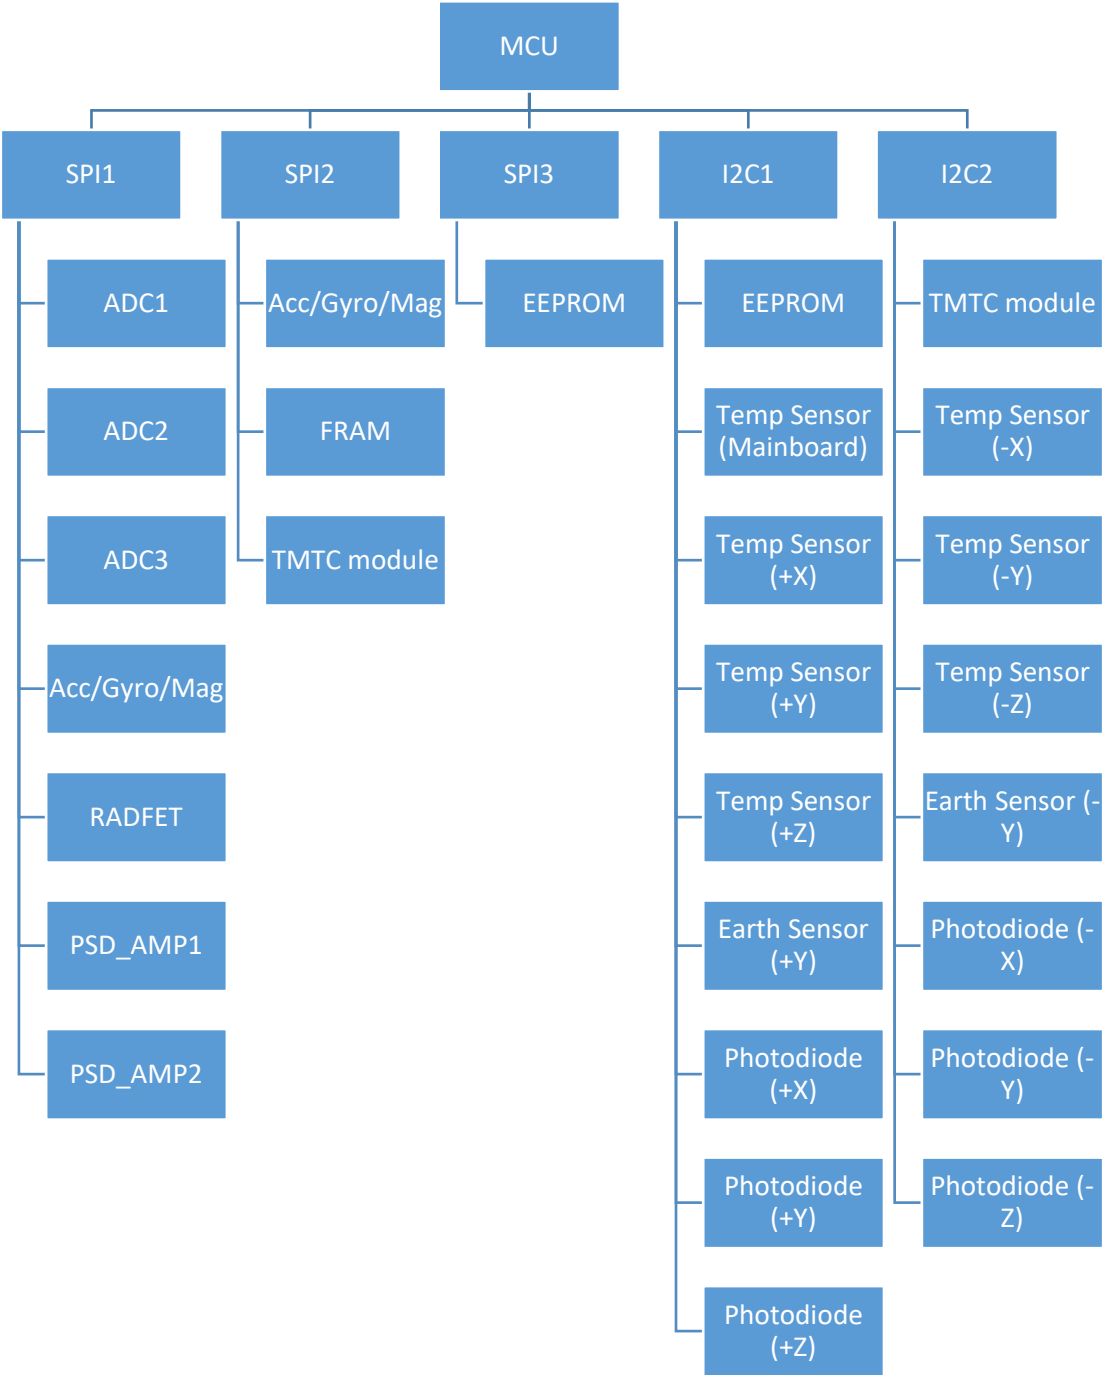 MCU
SPI1
SPI2
SPI3
I2C1
I2C2
ADC1
ADC2
ADC3
Acc/Gyro/Mag
RADFET
PSD_AMP1
PSD_AMP2
Acc/Gyro/Mag
FRAM
TMTC module
EEPROM
EEPROM
Temp Sensor
(Mainboard)
Temp Sensor
(+X)
Temp Sensor
(+Y)
Temp Sensor
(+Z)
Earth Sensor
(+Y)
Photodiode
(+X)
Photodiode
(+Y)
Photodiode
(+Z)
TMTC module
Temp Sensor
(-X)
Temp Sensor
(-Y)
Temp Sensor
(-Z)
Earth Sensor (-
Y)
Photodiode (-
X)
Photodiode (-
Y)
Photodiode (-
Z)